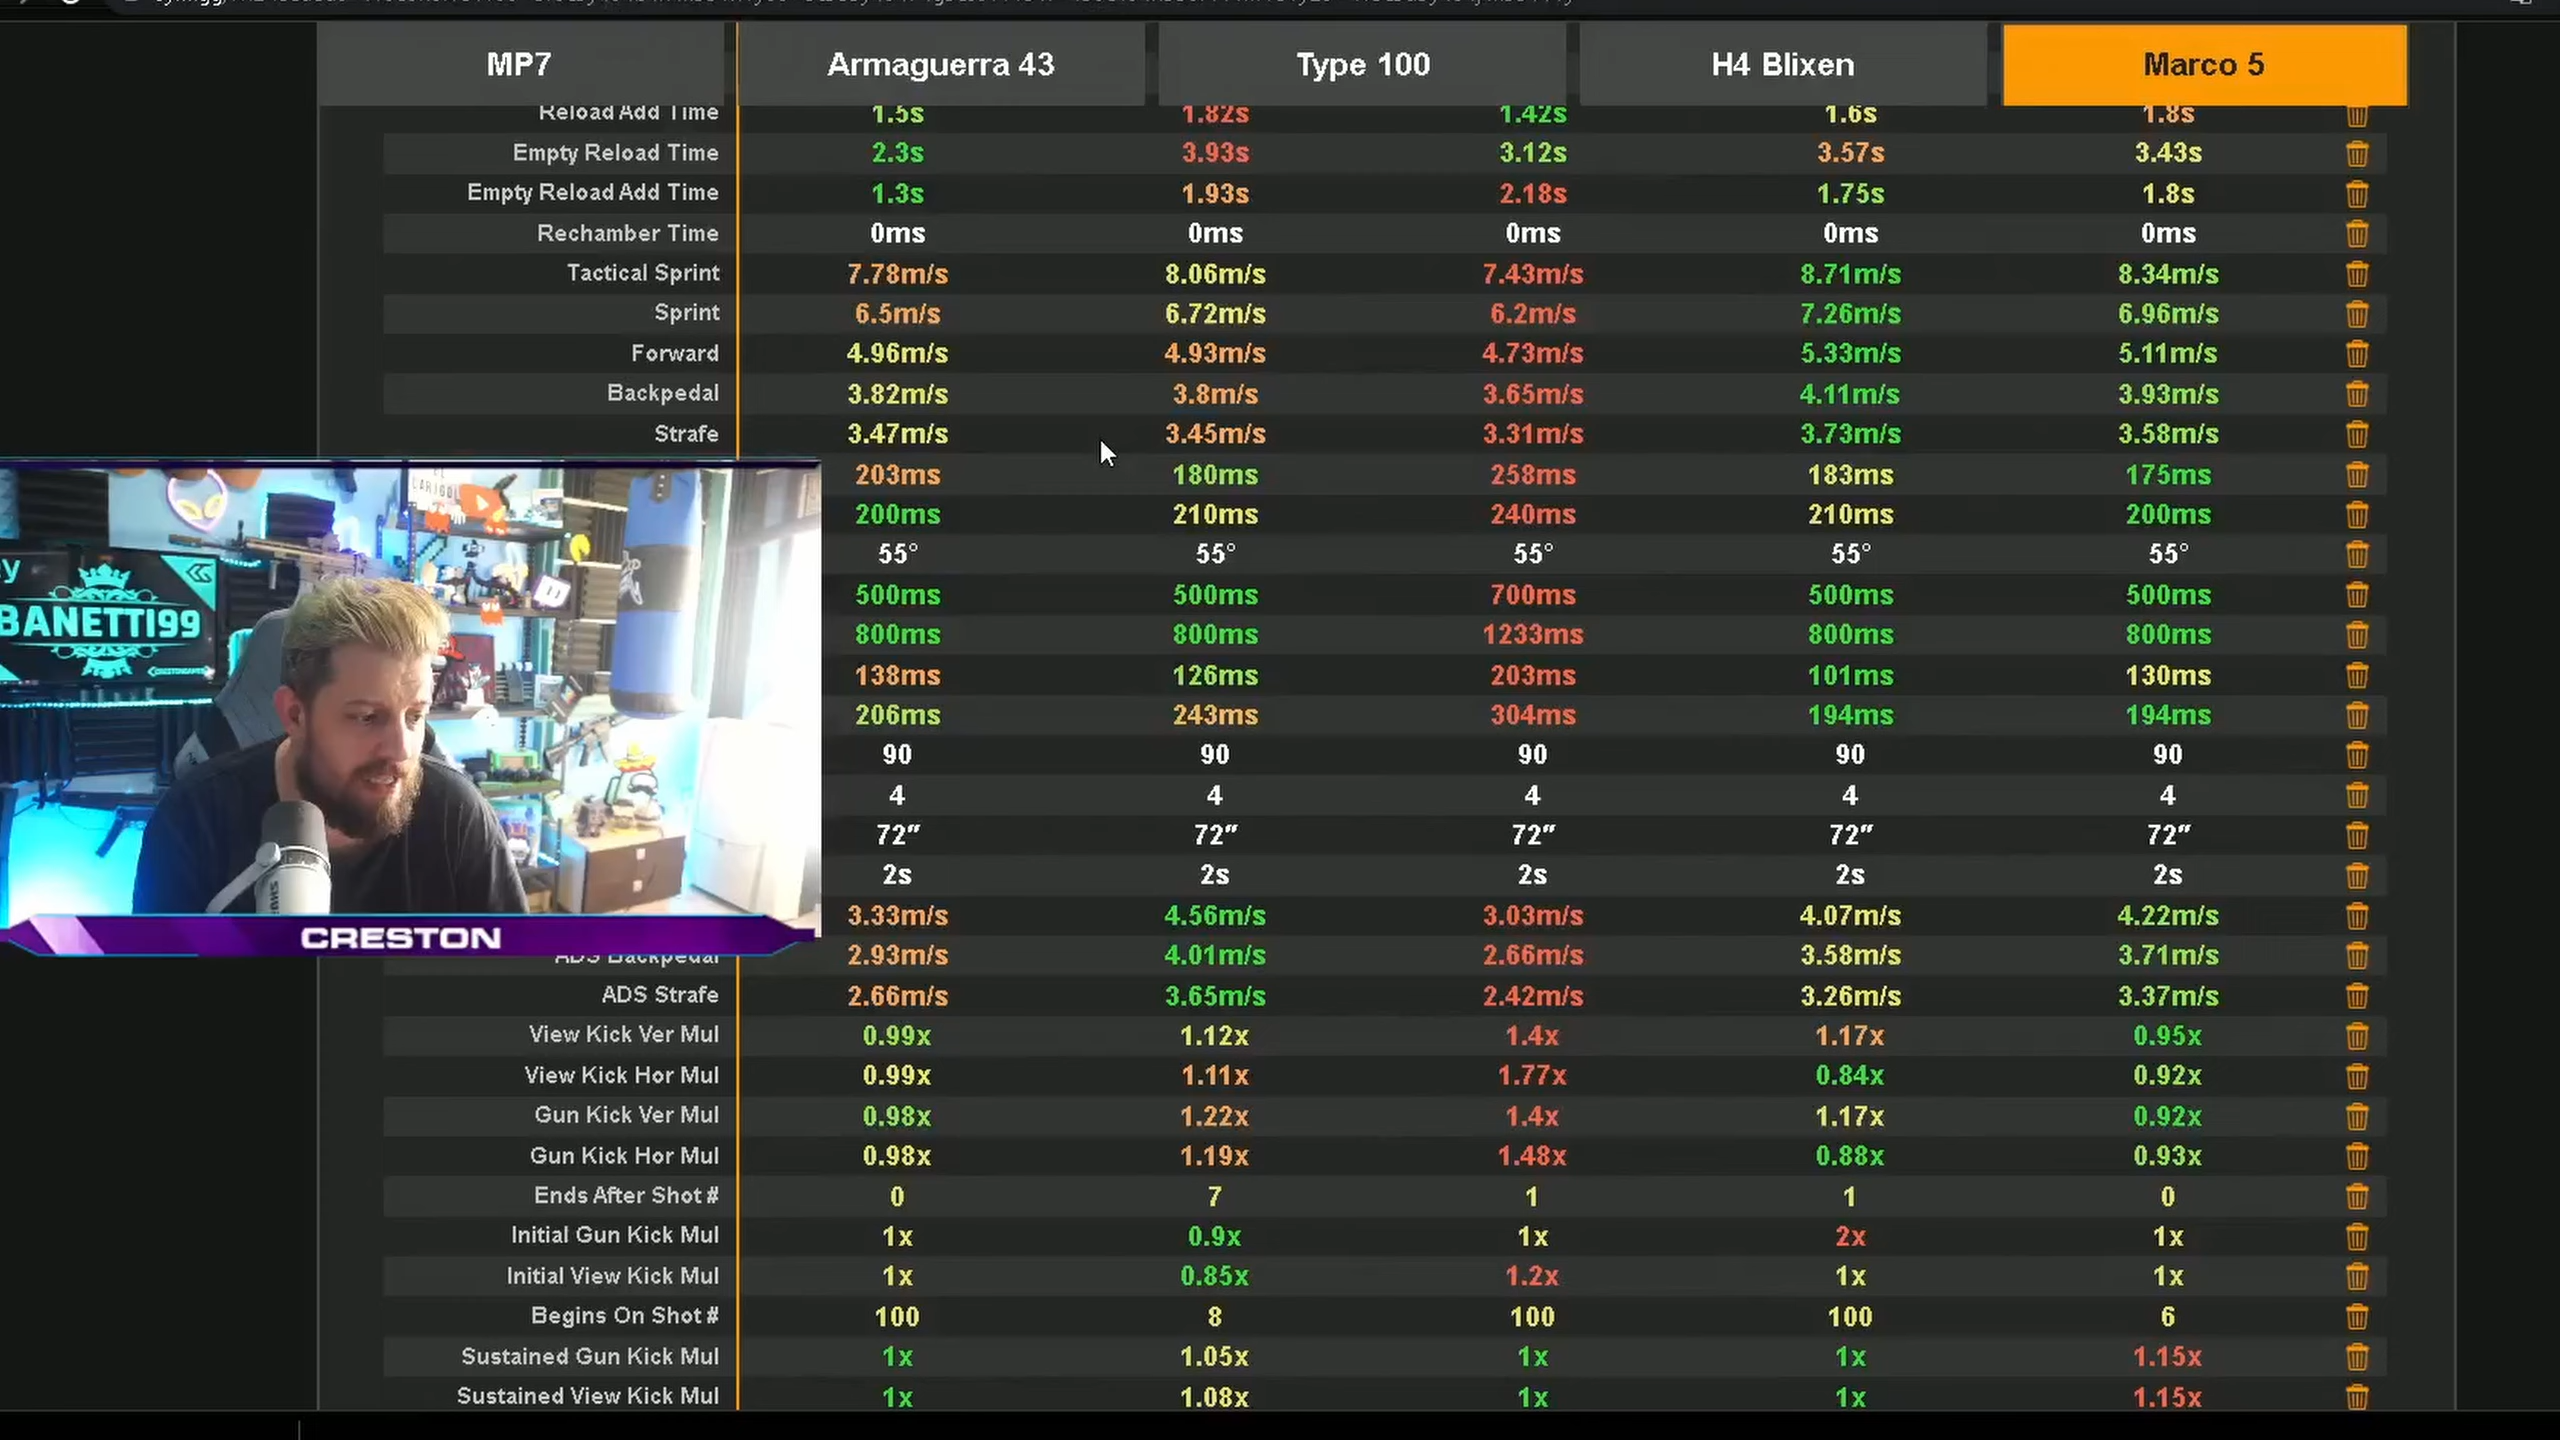 MP7 Armaguerra 43 Type 100 H4 Blixen Marco 5
Reload Add Time 1.5s 1.82s 1.42s 1.6s 1.8s
Empty Reload Time 2.3s 3.93s 3.12s 3.57s 3.43s
Empty Reload Add Time 1.3s 1.93s 2.18s 1.75s 1.8s
Rechamber Time 0ms 0ms 0ms 0ms 0ms
Tactical Sprint 7.78m/s 8.06m/s 7.43m/s 8.71m/s 8.34m/s
Sprint 6.5m/s 6.72m/s 6.2m/s 7.26m/s 6.96m/s
Forward 4.96m/s 4.93m/s 4.73m/s 5.33m/s 5.11m/s
Backpedal 3.82m/s 3.8m/s 3.65m/s 4.11m/s 3.93m/s
Strafe 3.47m/s 3.45m/s 3.31m/s 3.73m/s 3.58m/s
203ms 180ms 258ms 183ms 175ms
200ms 210ms 240ms 210ms 200ms
55° 55° 55° 55° 55°
500ms 500ms 700ms 500ms 500ms
BANETTI99
800ms 800ms 1233ms 800ms 800ms
138ms 126ms 203ms 101ms 130ms
206ms 243ms 304ms 194ms 194ms
90 90 90 90 90
4 4 4 4 4
72″ 72″ 72″ 72″ 72″
2s 2s 2s 2s 2s
3.33m/s 4.56m/s 3.03m/s 4.07m/s 4.22m/s
CRESTON
ADS Backpedal 2.93m/s 4.01m/s 2.66m/s 3.58m/s 3.71m/s
ADS Strafe 2.66m/s 3.65m/s 2.42m/s 3.26m/s 3.37m/s
View Kick Ver Mul 0.99x 1.12x 1.4x 1.17x 0.95x
View Kick Hor Mul 0.99x 1.11x 1.77x 0.84x 0.92x
Gun Kick Ver Mul 0.98x 1.22x 1.4x 1.17x 0.92x
Gun Kick Hor Mul 0.98x 1.19x 1.48x 0.88x 0.93x
Ends After Shot # 0 7 1 1 0
Initial Gun Kick Mul 1x 0.9x 1x 2x 1x
Initial View Kick Mul 1x 0.85x 1.2x 1x 1x
Begins On Shot # 100 8 100 100 6
Sustained Gun Kick Mul 1x 1.05x 1x 1x 1.15x
Sustained View Kick Mul 1x 1.08x 1x 1x 1.15x